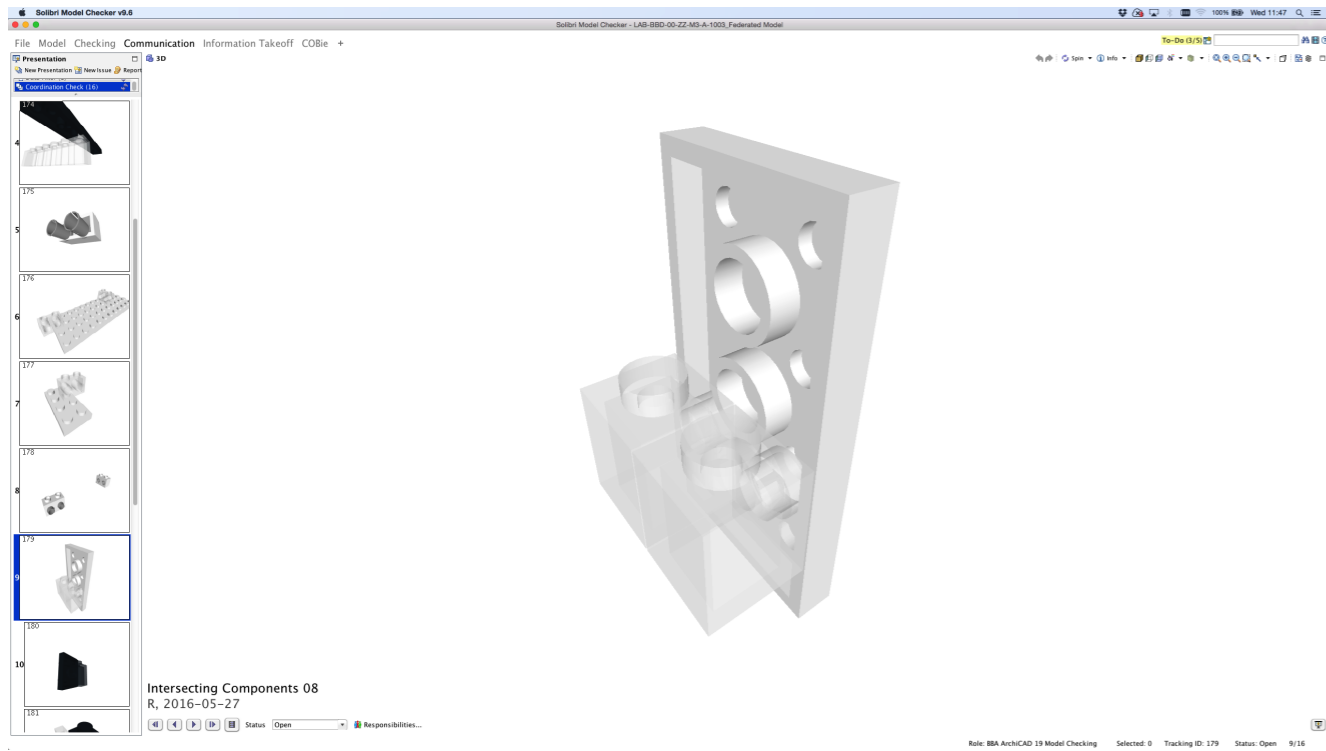 Solibri Model Checker v9.6
100% Wed 11:47
Solibri Model Checker - LAB-BBD-00-ZZ-M3-A-1003_Federated Model
File Model Checking Communication Information Takeoff COBie +
To-Do (3/5)
Presentation
3D
Spin Info
New Presentation New Issue Report
Coordination Check (16)
174
4
175
5
176
6
177
7
178
8
179
9
180
10
181
Intersecting Components 08
R, 2016-05-27
Status Open Responsibilities...
Role: BBA ArchiCAD 19 Model Checking Selected: 0 Tracking ID: 179 Status: Open 9/16